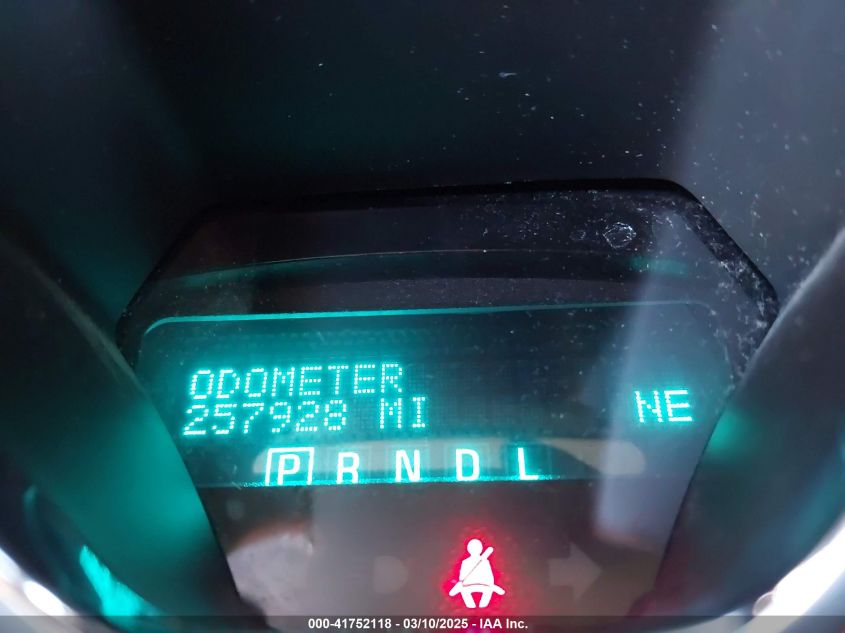 ODOMETER
257928 MI
NE
P R N D L
000-41752118 - 03/10/2025 - IAA Inc.